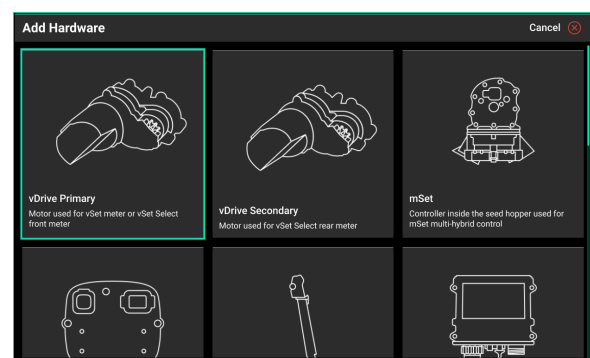 Add Hardware
Cancel
vDrive Primary
Motor used for vSet meter or vSet Select
front meter
vDrive Secondary
Motor used for vSet Select rear meter
mSet
Controller inside the seed hopper used for
mSet multi-hybrid control